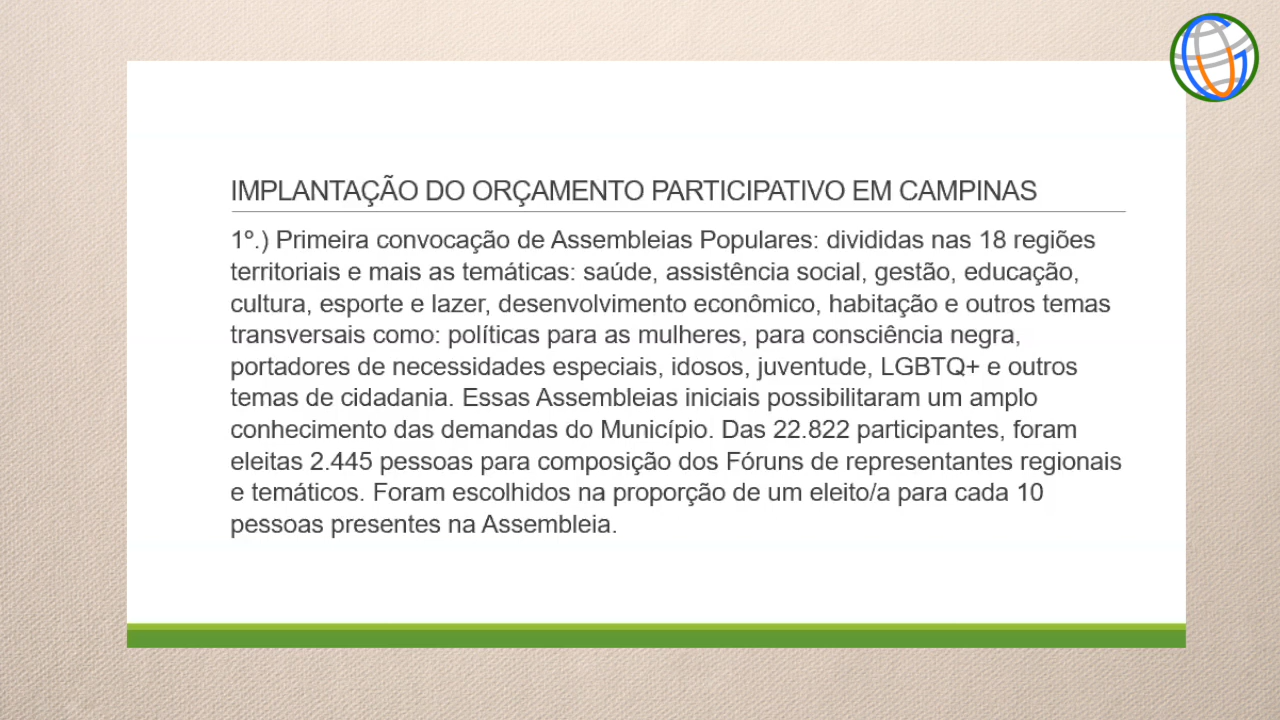 IMPLANTAÇÃO DO ORÇAMENTO PARTICIPATIVO EM CAMPINAS
1º.) Primeira convocação de Assembleias Populares: divididas nas 18 regiões
territoriais e mais as temáticas: saúde, assistência social, gestão, educação,
cultura, esporte e lazer, desenvolvimento econômico, habitação e outros temas
transversais como: políticas para as mulheres, para consciência negra,
portadores de necessidades especiais, idosos, juventude, LGBTQ+ e outros
temas de cidadania. Essas Assembleias iniciais possibilitaram um amplo
conhecimento das demandas do Município. Das 22.822 participantes, foram
eleitas 2.445 pessoas para composição dos Fóruns de representantes regionais
e temáticos. Foram escolhidos na proporção de um eleito/a para cada 10
pessoas presentes na Assembleia.